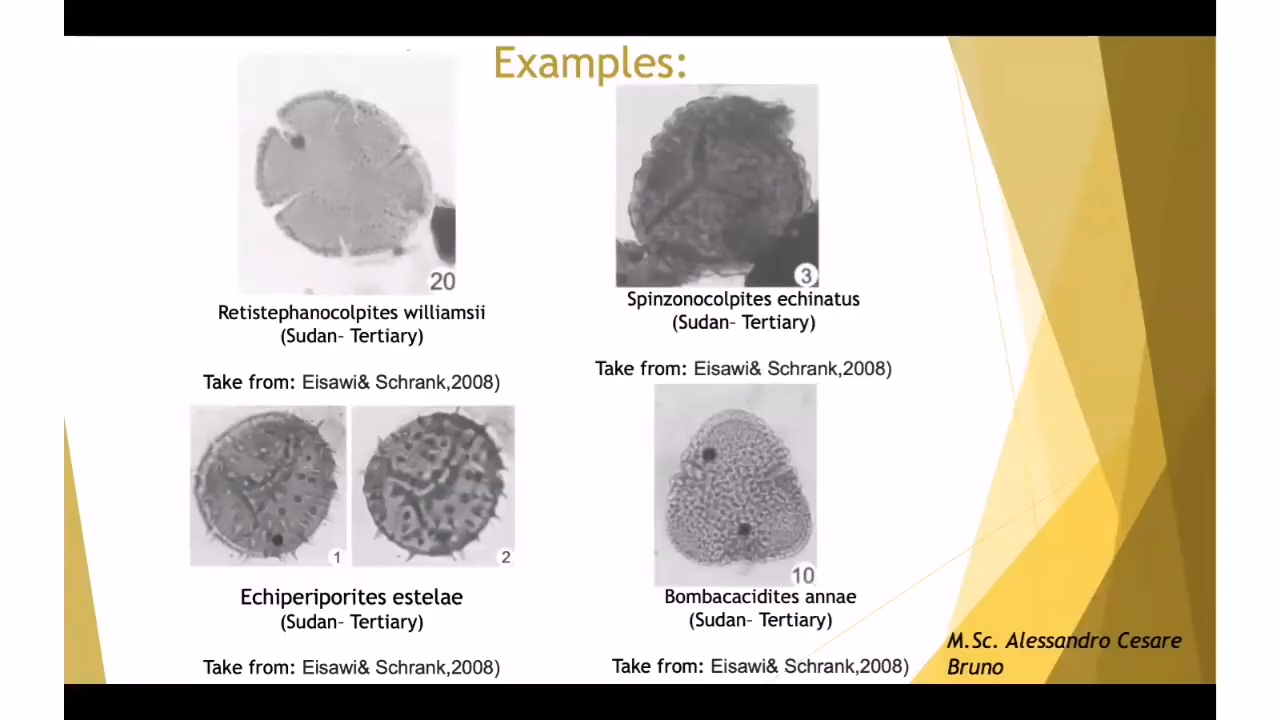 Examples:
20
Retistephanocolpites williamsii
(Sudan– Tertiary)
Take from: Eisawi& Schrank,2008)
3
Spinzonocolpites echinatus
(Sudan– Tertiary)
Take from: Eisawi& Schrank,2008)
1
2
Echiperiporites estelae
(Sudan– Tertiary)
Take from: Eisawi& Schrank,2008)
10
Bombacacidites annae
(Sudan– Tertiary)
Take from: Eisawi& Schrank,2008)
M.Sc. Alessandro Cesare
Bruno